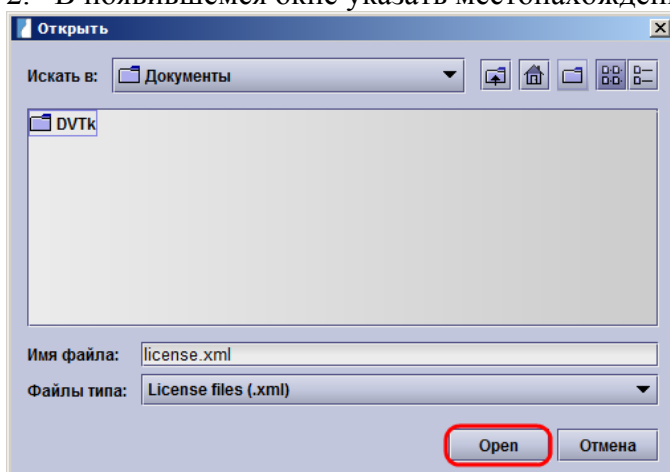 2. В появившемся окне указать местонахожден
Открыть
Искать в: Документы
DVTk
Имя файла: license.xml
Файлы типа: License files (.xml)
Open Отмена